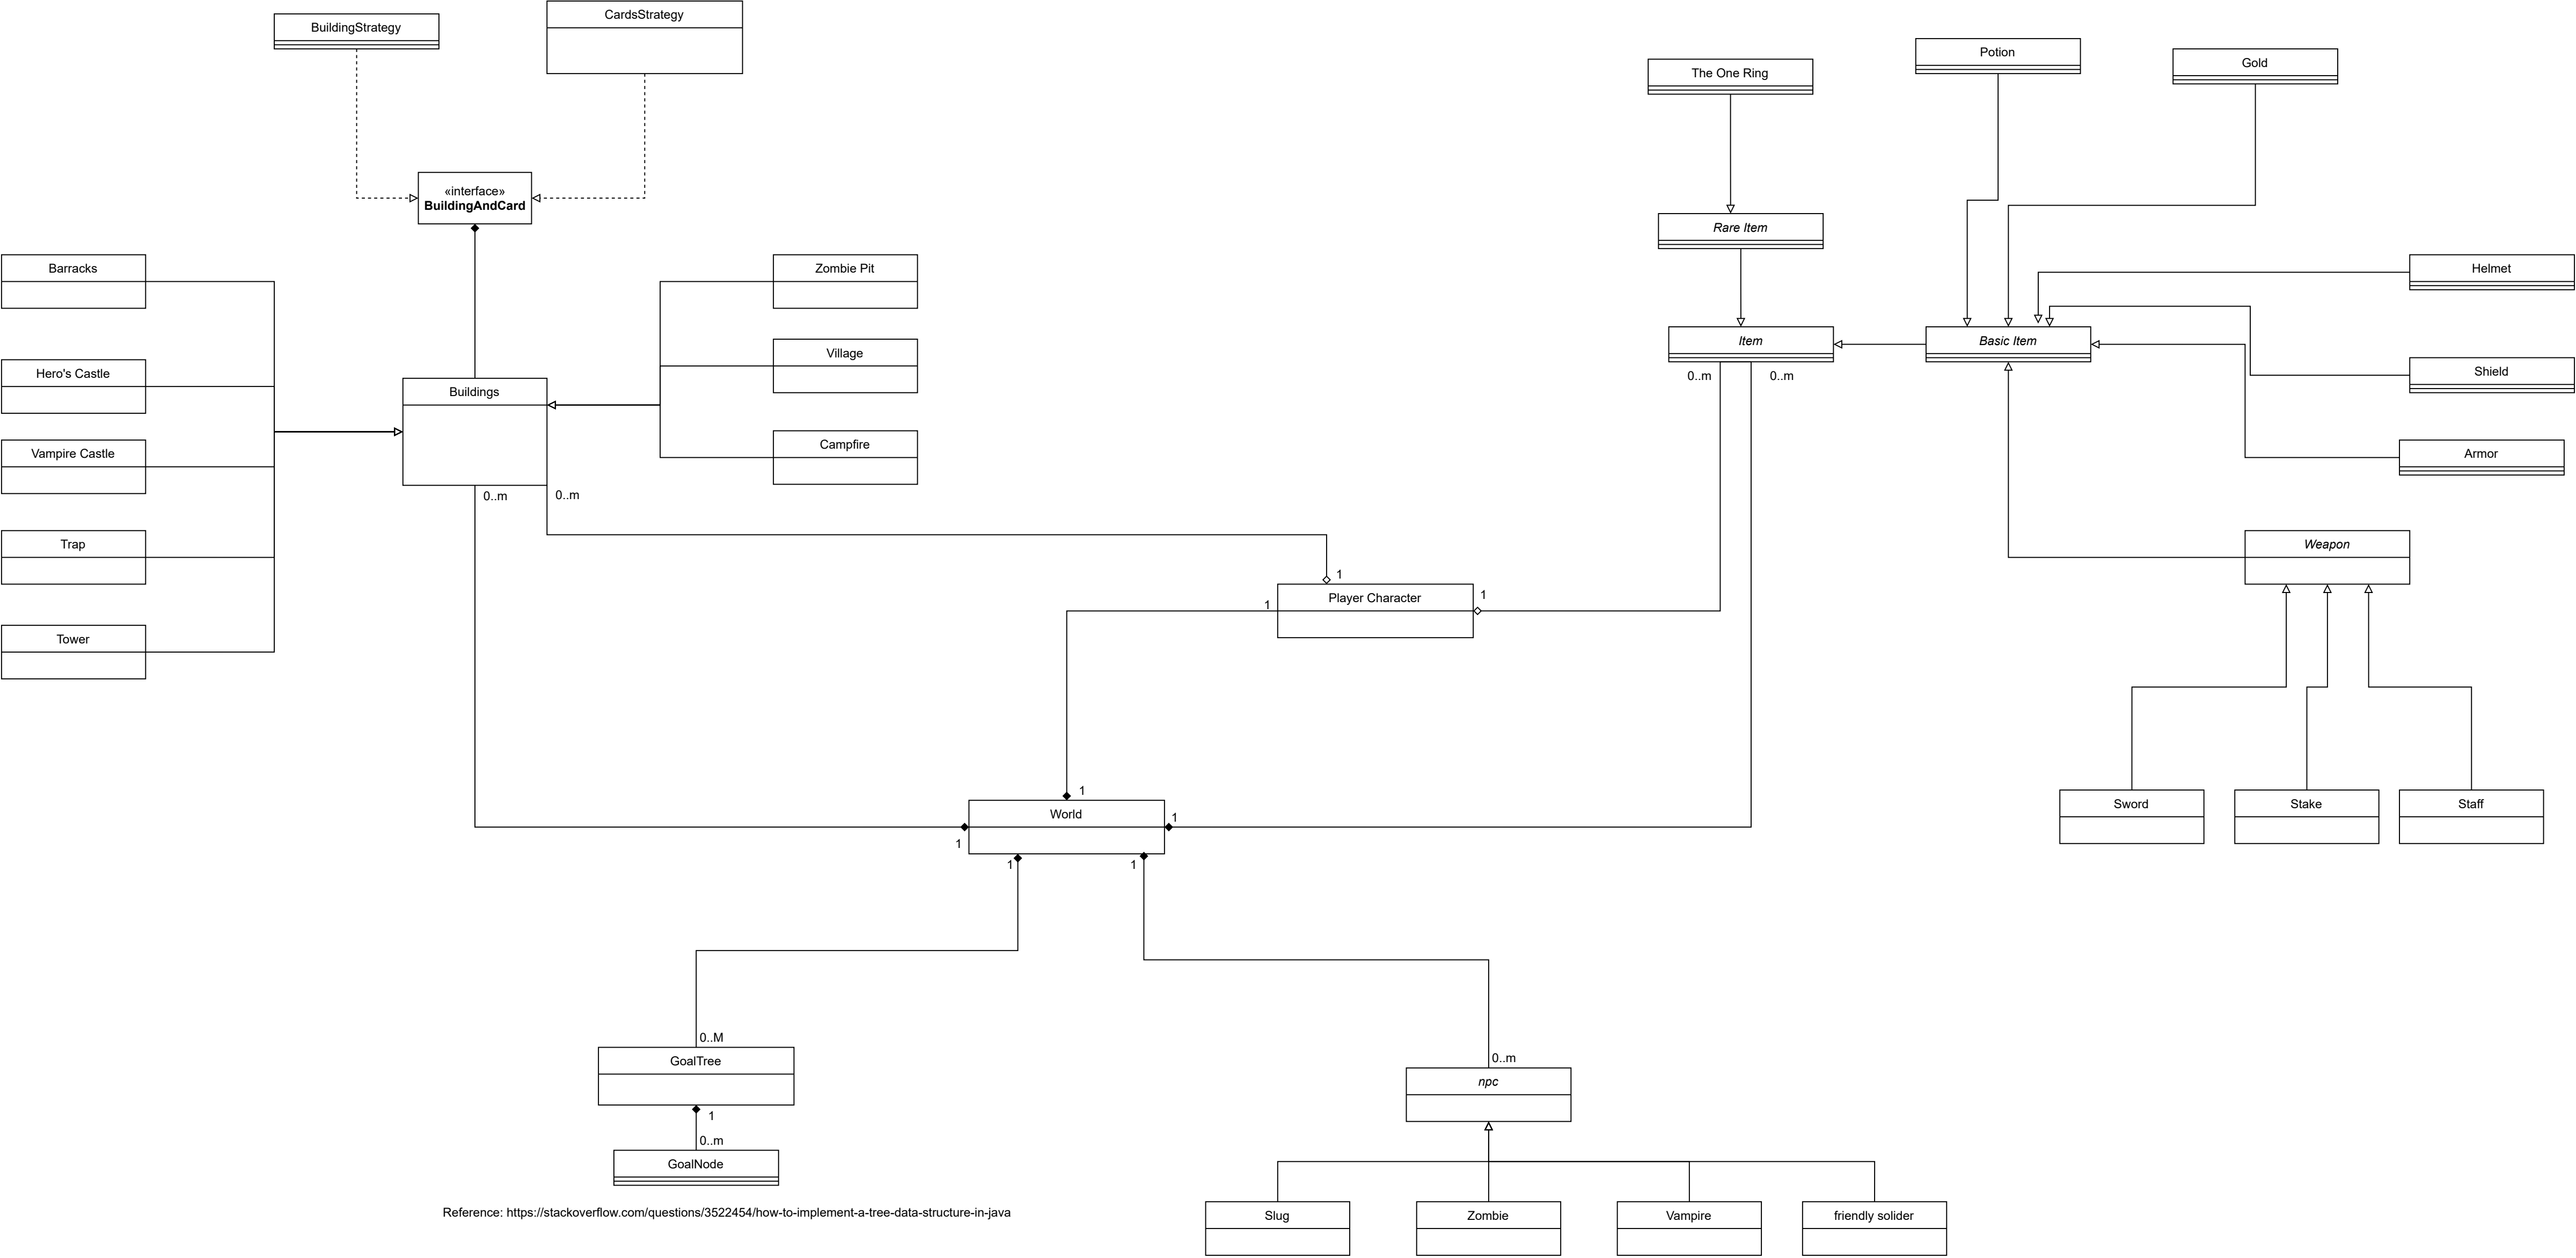 CardsStrategy
BuildingStrategy
Potion
Gold
The One Ring
«interface»
BuildingAndCard
Rare Item
Barracks
Zombie Pit
Helmet
Village
Item
Basic Item
Hero's Castle
0..m
0..m
Shield
Buildings
Campfire
Vampire Castle
Armor
0..m
0..m
Trap
Weapon
1
1
Player Character
1
Tower
1
World
1
1
Sword
Stake
Staff
1
1
0..M
GoalTree
0..m
npc
1
0..m
GoalNode
Reference: https://stackoverflow.com/questions/3522454/how-to-implement-a-tree-data-structure-in-java
Slug
Zombie
Vampire
friendly solider